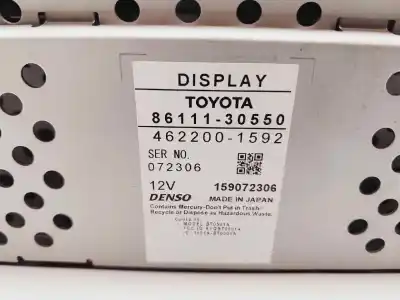 DISPLAY
TOYOTA
86111-30550
462200-1592
SER NO.
072306
12V 159072306
DENSO MADE IN JAPAN
Contains Mercury-Don't Put in Trash-
Recycle or Dispose as Hazardous Waste.
MODEL